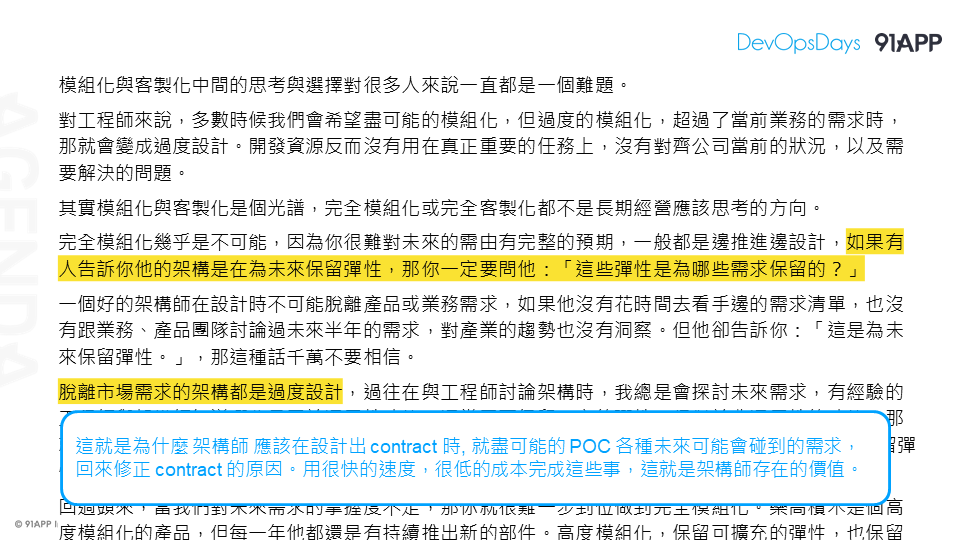 DevOpsDays 91APP
AGENDA
模組化與客製化中間的思考與選擇對很多人來說一直都是一個難題。
對工程師來說，多數時候我們會希望盡可能的模組化，但過度的模組化，超過了當前業務的需求時，
那就會變成過度設計。開發資源反而沒有用在真正重要的任務上，沒有對齊公司當前的狀況，以及需
要解決的問題。
其實模組化與客製化是個光譜，完全模組化或完全客製化都不是長期經營應該思考的方向。
完全模組化幾乎是不可能，因為你很難對未來的需由有完整的預期，一般都是邊推進邊設計，如果有
人告訴你他的架構是在為未來保留彈性，那你一定要問他：「這些彈性是為哪些需求保留的？」
一個好的架構師在設計時不可能脫離產品或業務需求，如果他沒有花時間去看手邊的需求清單，也沒
有跟業務、產品團隊討論過未來半年的需求，對產業的趨勢也沒有洞察。但他卻告訴你：「這是為未
來保留彈性。」，那這種話千萬不要相信。
脫離市場需求的架構都是過度設計，過往在與工程師討論架構時，我總是會探討未來需求，有經驗的
那
留彈
這就是為什麼 架構師 應該在設計出 contract 時, 就盡可能的 POC 各種未來可能會碰到的需求，
回來修正 contract 的原因。用很快的速度，很低的成本完成這些事，這就是架構師存在的價值。
回過頭來，當我們對未來需求的掌握度不足，那你就很難一步到位做到完全模組化。樂高積木是個高
度模組化的產品，但每一年他都還是有持續推出新的部件。高度模組化，保留可擴充的彈性，也保留
© 91APP